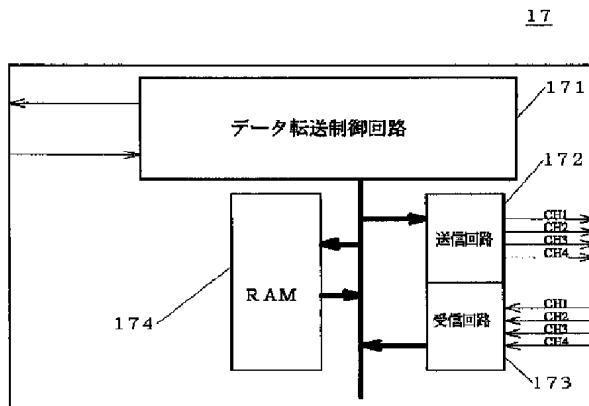 17
データ転送制御回路
171
172
送信回路
CH1
CH2
CH3
CH4
RAM
174
受信回路
CH1
CH2
CH3
CH4
173